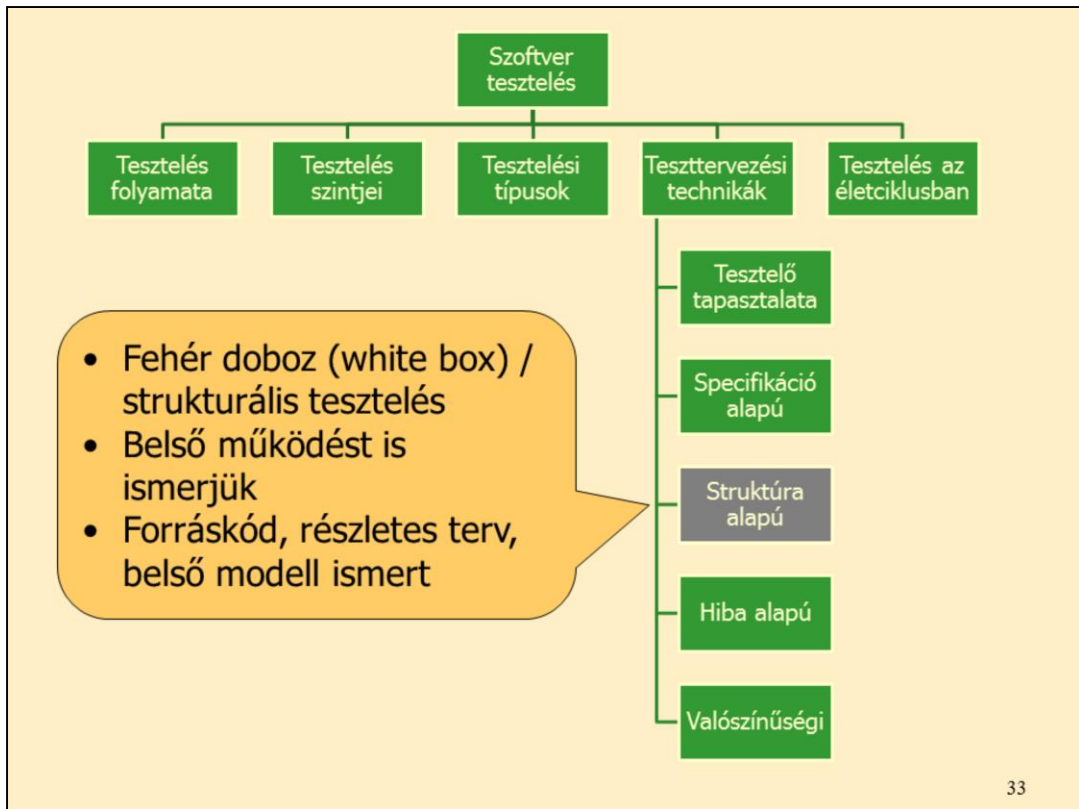 Szoftver
tesztelés
Tesztelés
folyamata
Tesztelés
szintjei
Tesztelési
típusok
Teszttervezési
technikák
Tesztelés az
életciklusban
Tesztelő
tapasztalata
Specifikáció
alapú
Struktúra
alapú
Hiba alapú
Valószínűségi
• Fehér doboz (white box) /
strukturális tesztelés
• Belső működést is
ismerjük
• Forráskód, részletes terv,
belső modell ismert
33